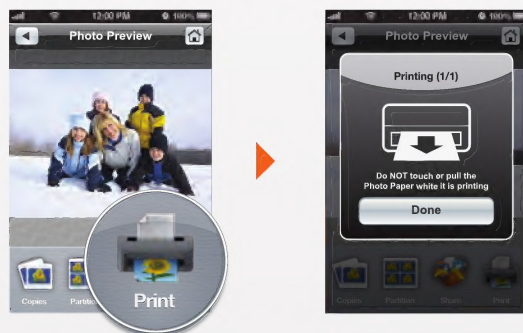 12:00 PM 100%
Photo Preview
Copies Partition
Print
12:00 PM 100%
Photo Preview
Printing (1/1)
Do NOT touch or pull the
Photo Paper white it is printing
Done
Copies Partition Share Print